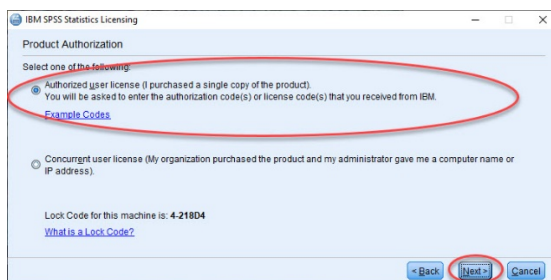 IBM SPSS Statistics Licensing
Product Authorization
Select one of the following:
Authorized user license (I purchased a single copy of the product).
You will be asked to enter the authorization code(s) or license code(s) that you received from IBM.
Example Codes
Concurrent user license (My organization purchased the product and my administrator gave me a computer name or
IP address).
Lock Code for this machine is: 4-218D4
What is a Lock Code?
< Back Next > Cancel